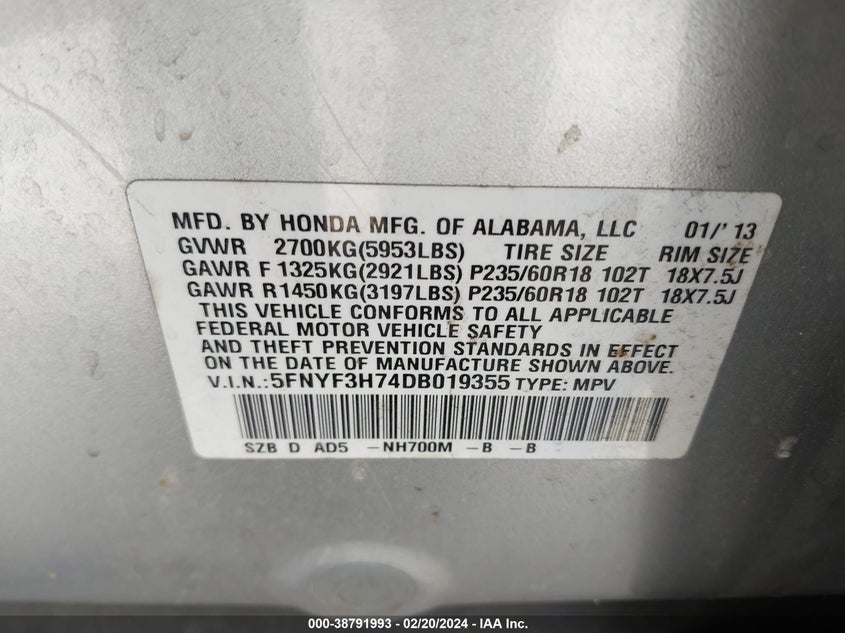 MFD. BY HONDA MFG. OF ALABAMA, LLC 01/'13
GVWR 2700KG(5953LBS) TIRE SIZE RIM SIZE
GAWR F 1325KG(2921LBS) P235/60R18 102T 18X7.5J
GAWR R1450KG(3197LBS) P235/60R18 102T 18X7.5J
THIS VEHICLE CONFORMS TO ALL APPLICABLE
FEDERAL MOTOR VEHICLE SAFETY
AND THEFT PREVENTION STANDARDS IN EFFECT
ON THE DATE OF MANUFACTURE SHOWN ABOVE.
V.I.N.:5FNYF3H74DB019355 TYPE: MPV
SZB D AD5 -NH700M -B -B
000-38791993 - 02/20/2024 - IAA Inc.